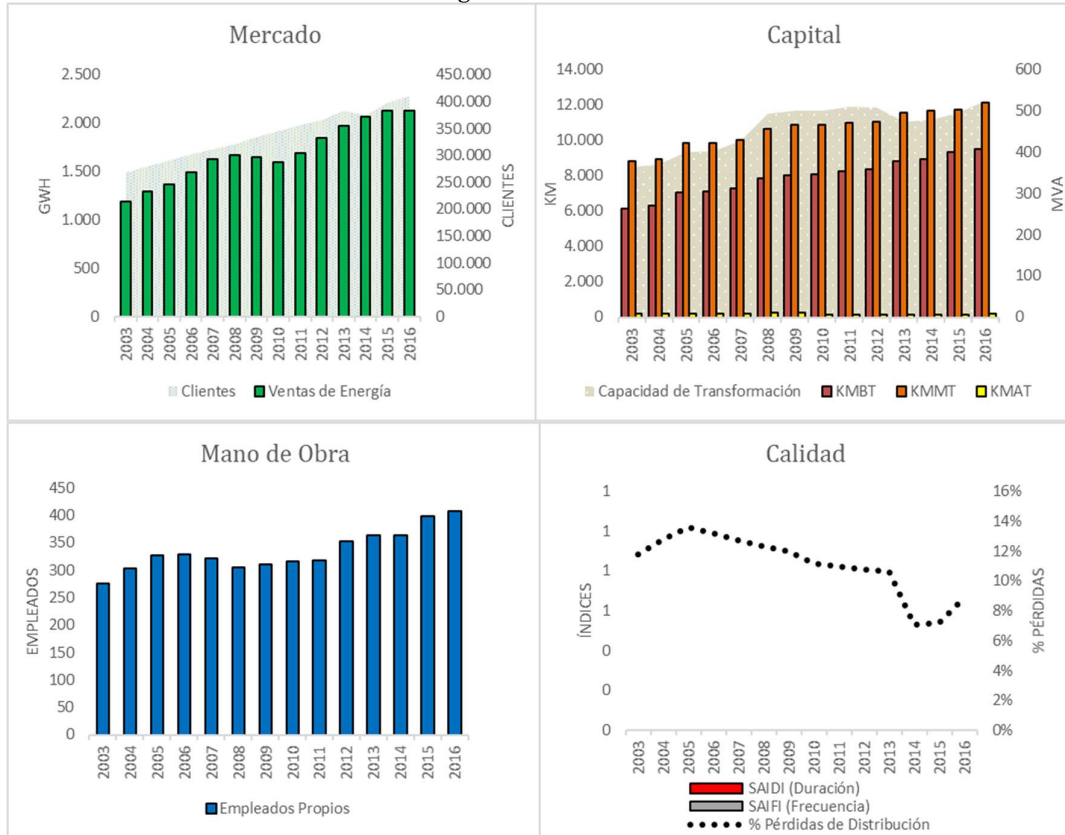 Mercado
2.500
2.000
1.500
1.000
500
0
GWH
450.000
400.000
350.000
300.000
250.000
200.000
150.000
100.000
50.000
0
CLIENTES
2003 2004 2005 2006 2007 2008 2009 2010 2011 2012 2013 2014 2015 2016
Clientes Ventas de Energía
Capital
14.000
12.000
10.000
8.000
6.000
4.000
2.000
0
KM
600
500
400
300
200
100
0
MVA
2003 2004 2005 2006 2007 2008 2009 2010 2011 2012 2013 2014 2015 2016
Capacidad de Transformación KMBT KMMT KMAT
Mano de Obra
450
400
350
300
250
200
150
100
50
0
EMPLEADOS
2003 2004 2005 2006 2007 2008 2009 2010 2011 2012 2013 2014 2015 2016
Empleados Propios
Calidad
1
1
1
1
0
0
0
ÍNDICES
16%
14%
12%
10%
8%
6%
4%
2%
0%
% PÉRDIDAS
2003 2004 2005 2006 2007 2008 2009 2010 2011 2012 2013 2014 2015 2016
SAIDI (Duración)
SAIFI (Frecuencia)
% Pérdidas de Distribución